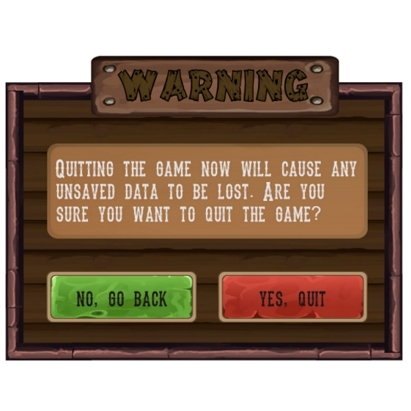 WARNING
QUITTING THE GAME NOW WILL CAUSE ANY
UNSAVED DATA TO BE LOST. ARE YOU
SURE YOU WANT TO QUIT THE GAME?
NO, GO BACK
YES, QUIT